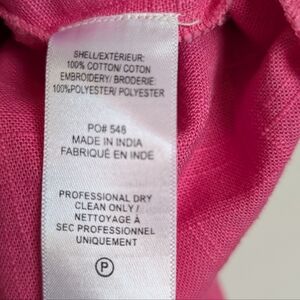 SHELL/EXTÉRIEUR:
100% COTTON/ COTON
EMBROIDERY/ BRODERIE:
100%POLYESTER/ POLYESTER
PO# 548
MADE IN INDIA
FABRIQUÉ EN INDE
PROFESSIONAL DRY
CLEAN ONLY /
NETTOYAGE À
SEC PROFESSIONNEL
UNIQUEMENT
P